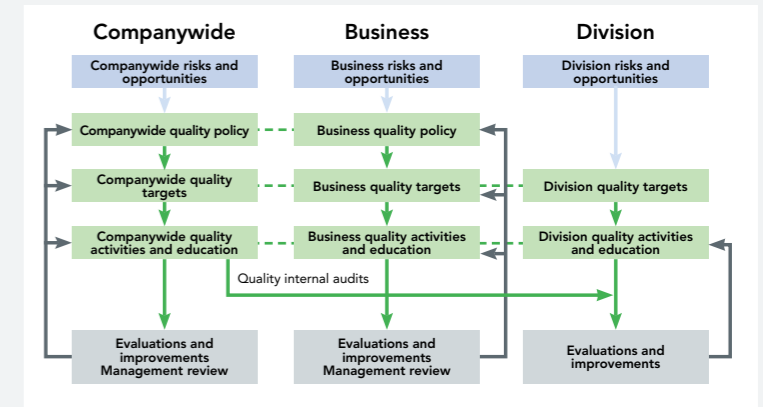 Companywide
Business
Division
Companywide risks and
opportunities
Business risks and
opportunities
Division risks and
opportunities
Companywide quality policy
Business quality policy
Companywide quality
targets
Business quality targets
Division quality targets
Companywide quality
activities and education
Business quality activities
and education
Division quality activities
and education
Quality internal audits
Evaluations and
improvements
Management review
Evaluations and
improvements
Management review
Evaluations and
improvements